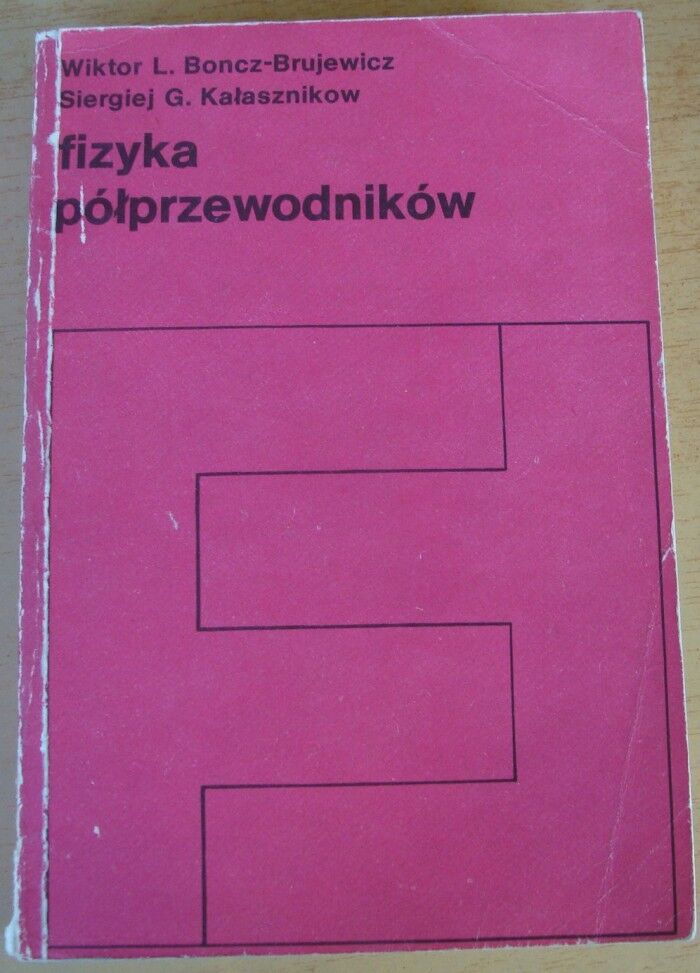 Wiktor L. Boncz-Brujewicz
Siergiej G. Kałasznikow
fizyka
półprzewodników